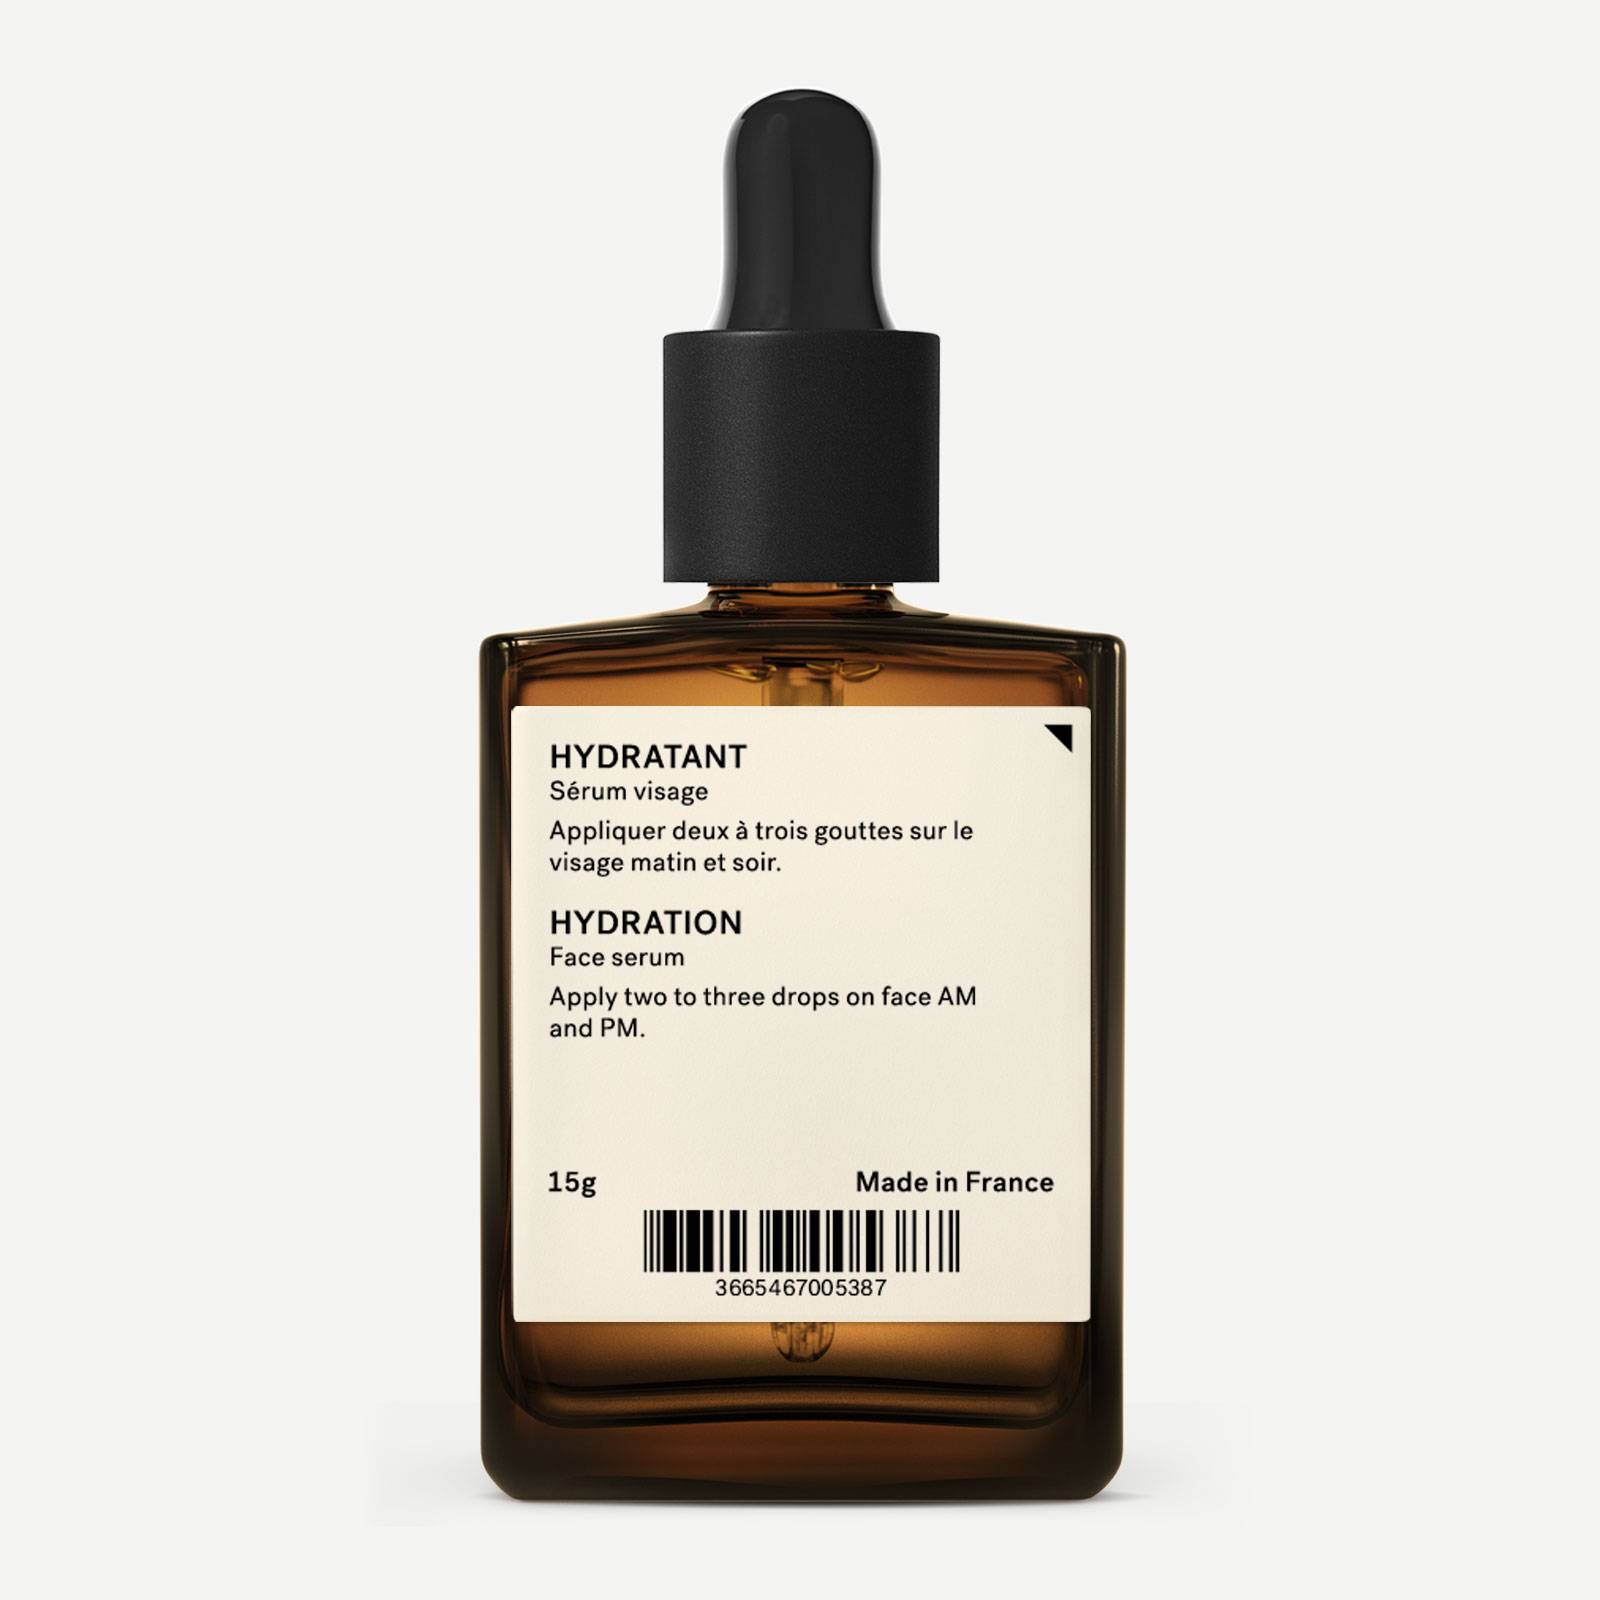 HYDRATANT
Sérum visage
Appliquer deux à trois gouttes sur le
visage matin et soir.
HYDRATION
Face serum
Apply two to three drops on face AM
and PM.
15g
Made in France
3665467005387